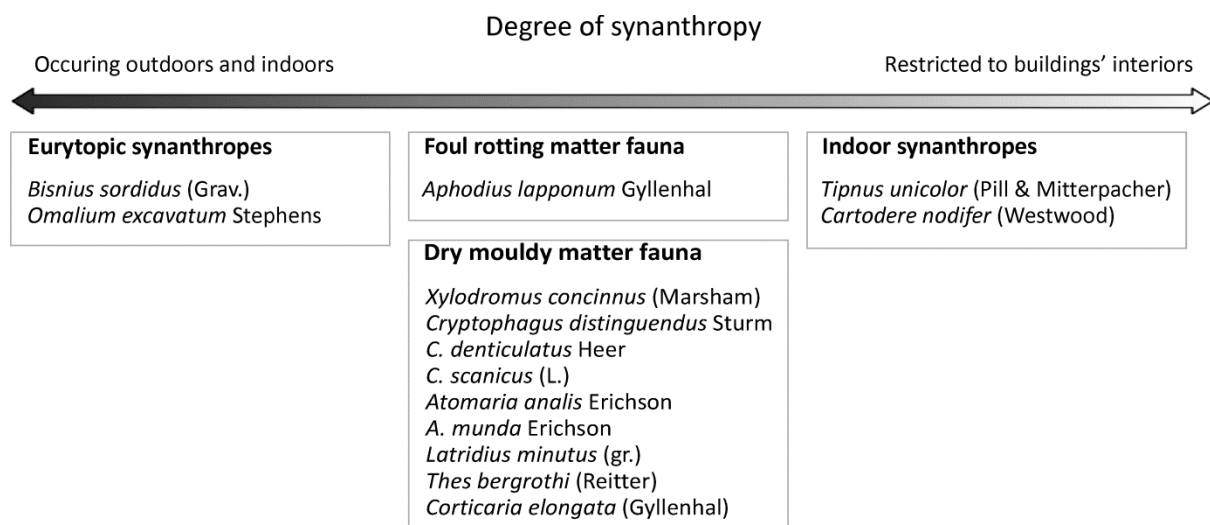 Degree of synanthropy
Occuring outdoors and indoors
Restricted to buildings' interiors
Eurytopic synanthropes
Bisnius sordidus (Grav.)
Omalium excavatum Stephens
Foul rotting matter fauna
Aphodius lapponum Gyllenhal
Dry mouldy matter fauna
Xylodromus concinnus (Marsham)
Cryptophagus distinguendus Sturm
C. denticulatus Heer
C. scanicus (L.)
Atomaria analis Erichson
A. munda Erichson
Latridius minutus (gr.)
Thes bergrothi (Reitter)
Corticaria elongata (Gyllenhal)
Indoor synanthropes
Tipnus unicolor (Pill & Mitterpacher)
Cartodere nodifer (Westwood)